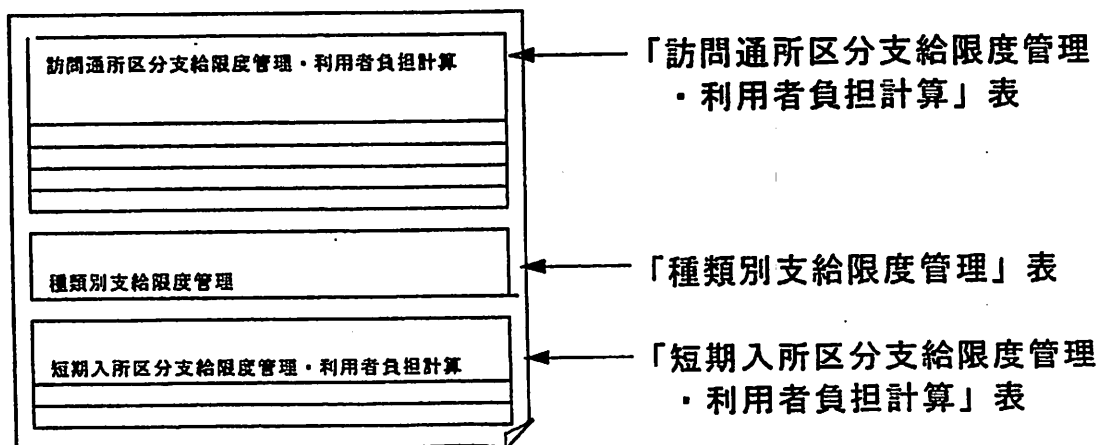 訪問通所区分支給限度管理・利用者負担計算
「訪問通所区分支給限度管理
・利用者負担計算」表
種類別支給限度管理
「種類別支給限度管理」表
短期入所区分支給限度管理・利用者負担計算
「短期入所区分支給限度管理
・利用者負担計算」表